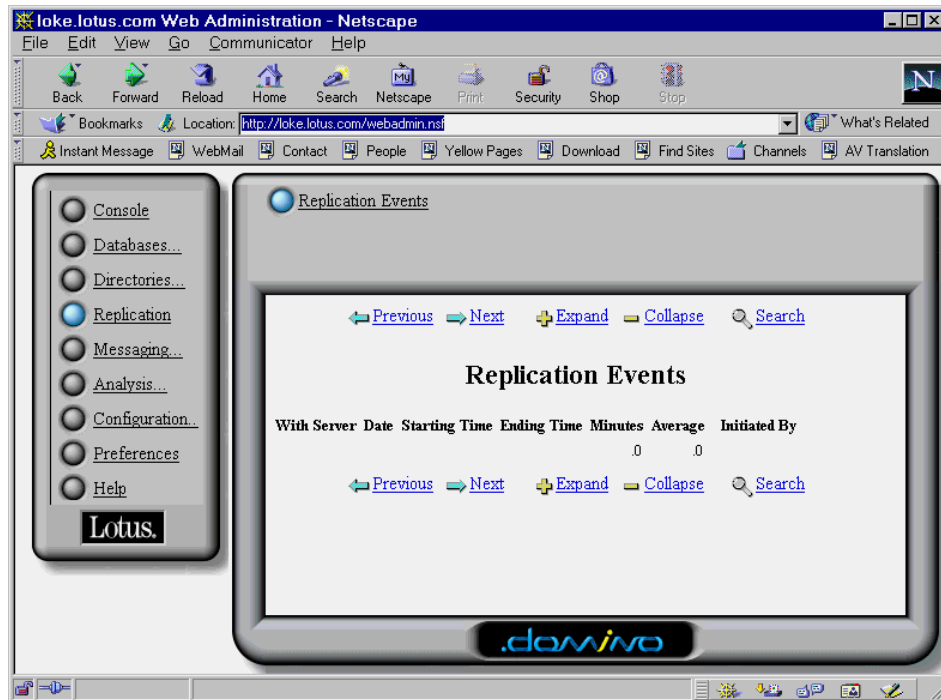 loke.lotus.com Web Administration - Netscape
File Edit View Go Communicator Help
Back Forward Reload Home Search Netscape Print Security Shop Stop
My
N
Bookmarks Location: http://loke.lotus.com/webadmin.nsf What's Related
Instant Message WebMail Contact People Yellow Pages Download Find Sites Channels AV Translation
Console
Databases...
Directories...
Replication
Messaging...
Analysis...
Configuration..
Preferences
Help
Lotus.
Replication Events
Previous Next Expand Collapse Search
Replication Events
With Server Date Starting Time Ending Time Minutes Average Initiated By
.0 .0
Previous Next Expand Collapse Search
.domino